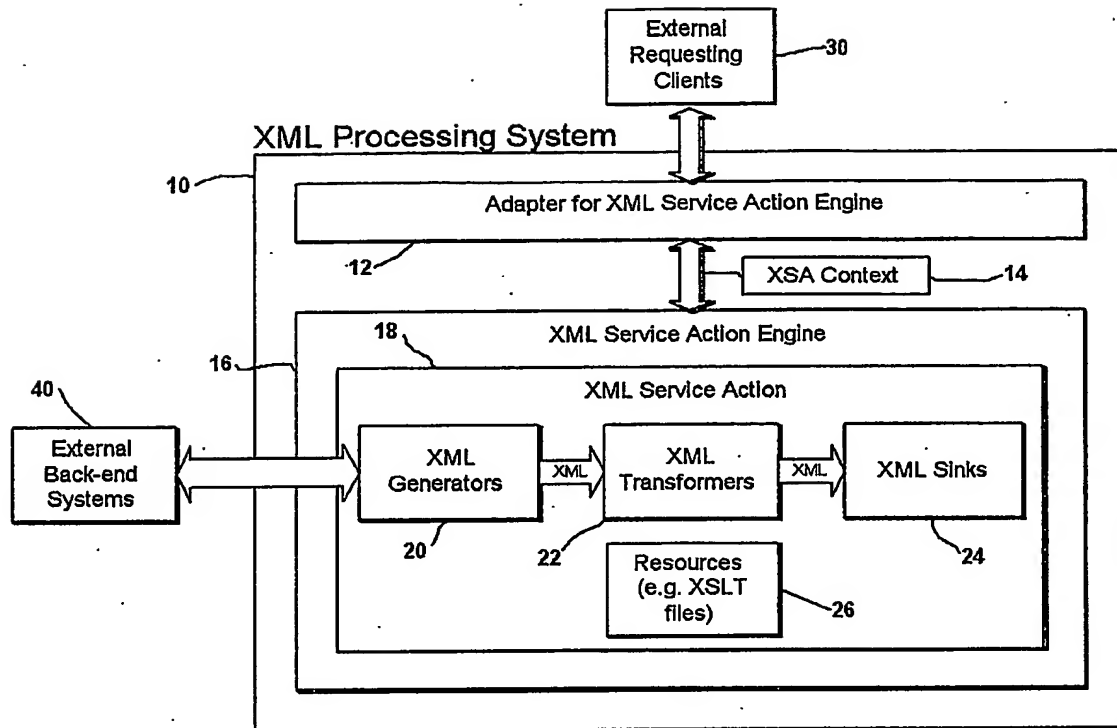 External
Requesting
Clients
30
XML Processing System
10
Adapter for XML Service Action Engine
12
XSA Context
14
XML Service Action Engine
16
18
XML Service Action
40
External
Back-end
Systems
XML
Generators
XML
XML
Transformers
XML
XML Sinks
20
22
24
Resources
(e.g. XSLT
files)
26